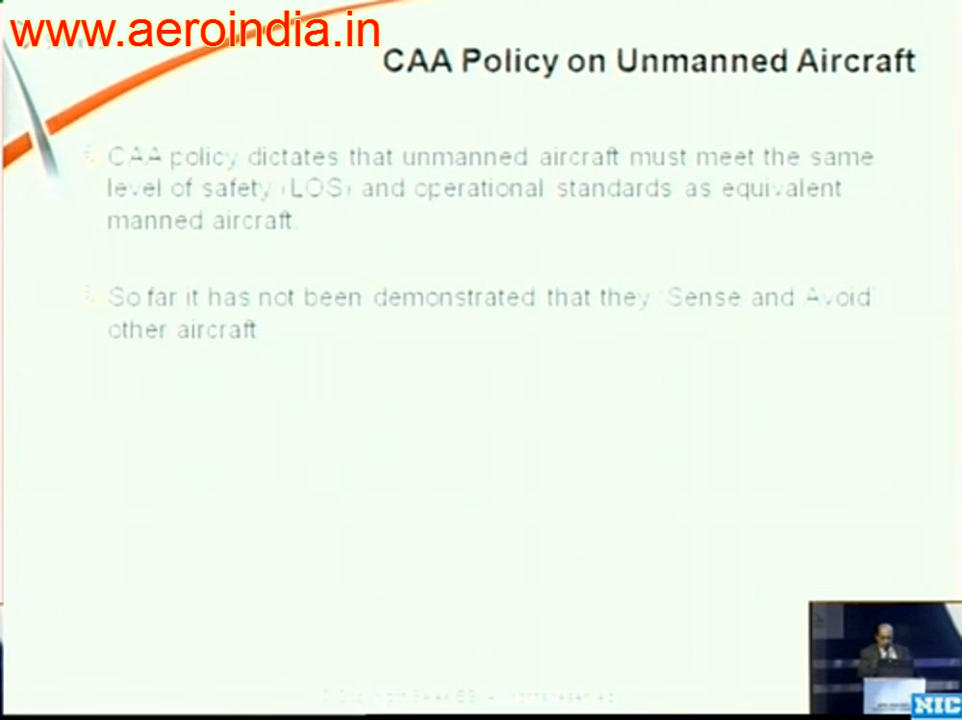 www.aeroindia.in
CAA Policy on Unmanned Aircraft
CAA policy dictates that unmanned aircraft must meet the same
level of safety (LOS) and operational standards as equivalent
manned aircraft.
So far it has not been demonstrated that they "Sense and Avoid"
other aircraft
NIC